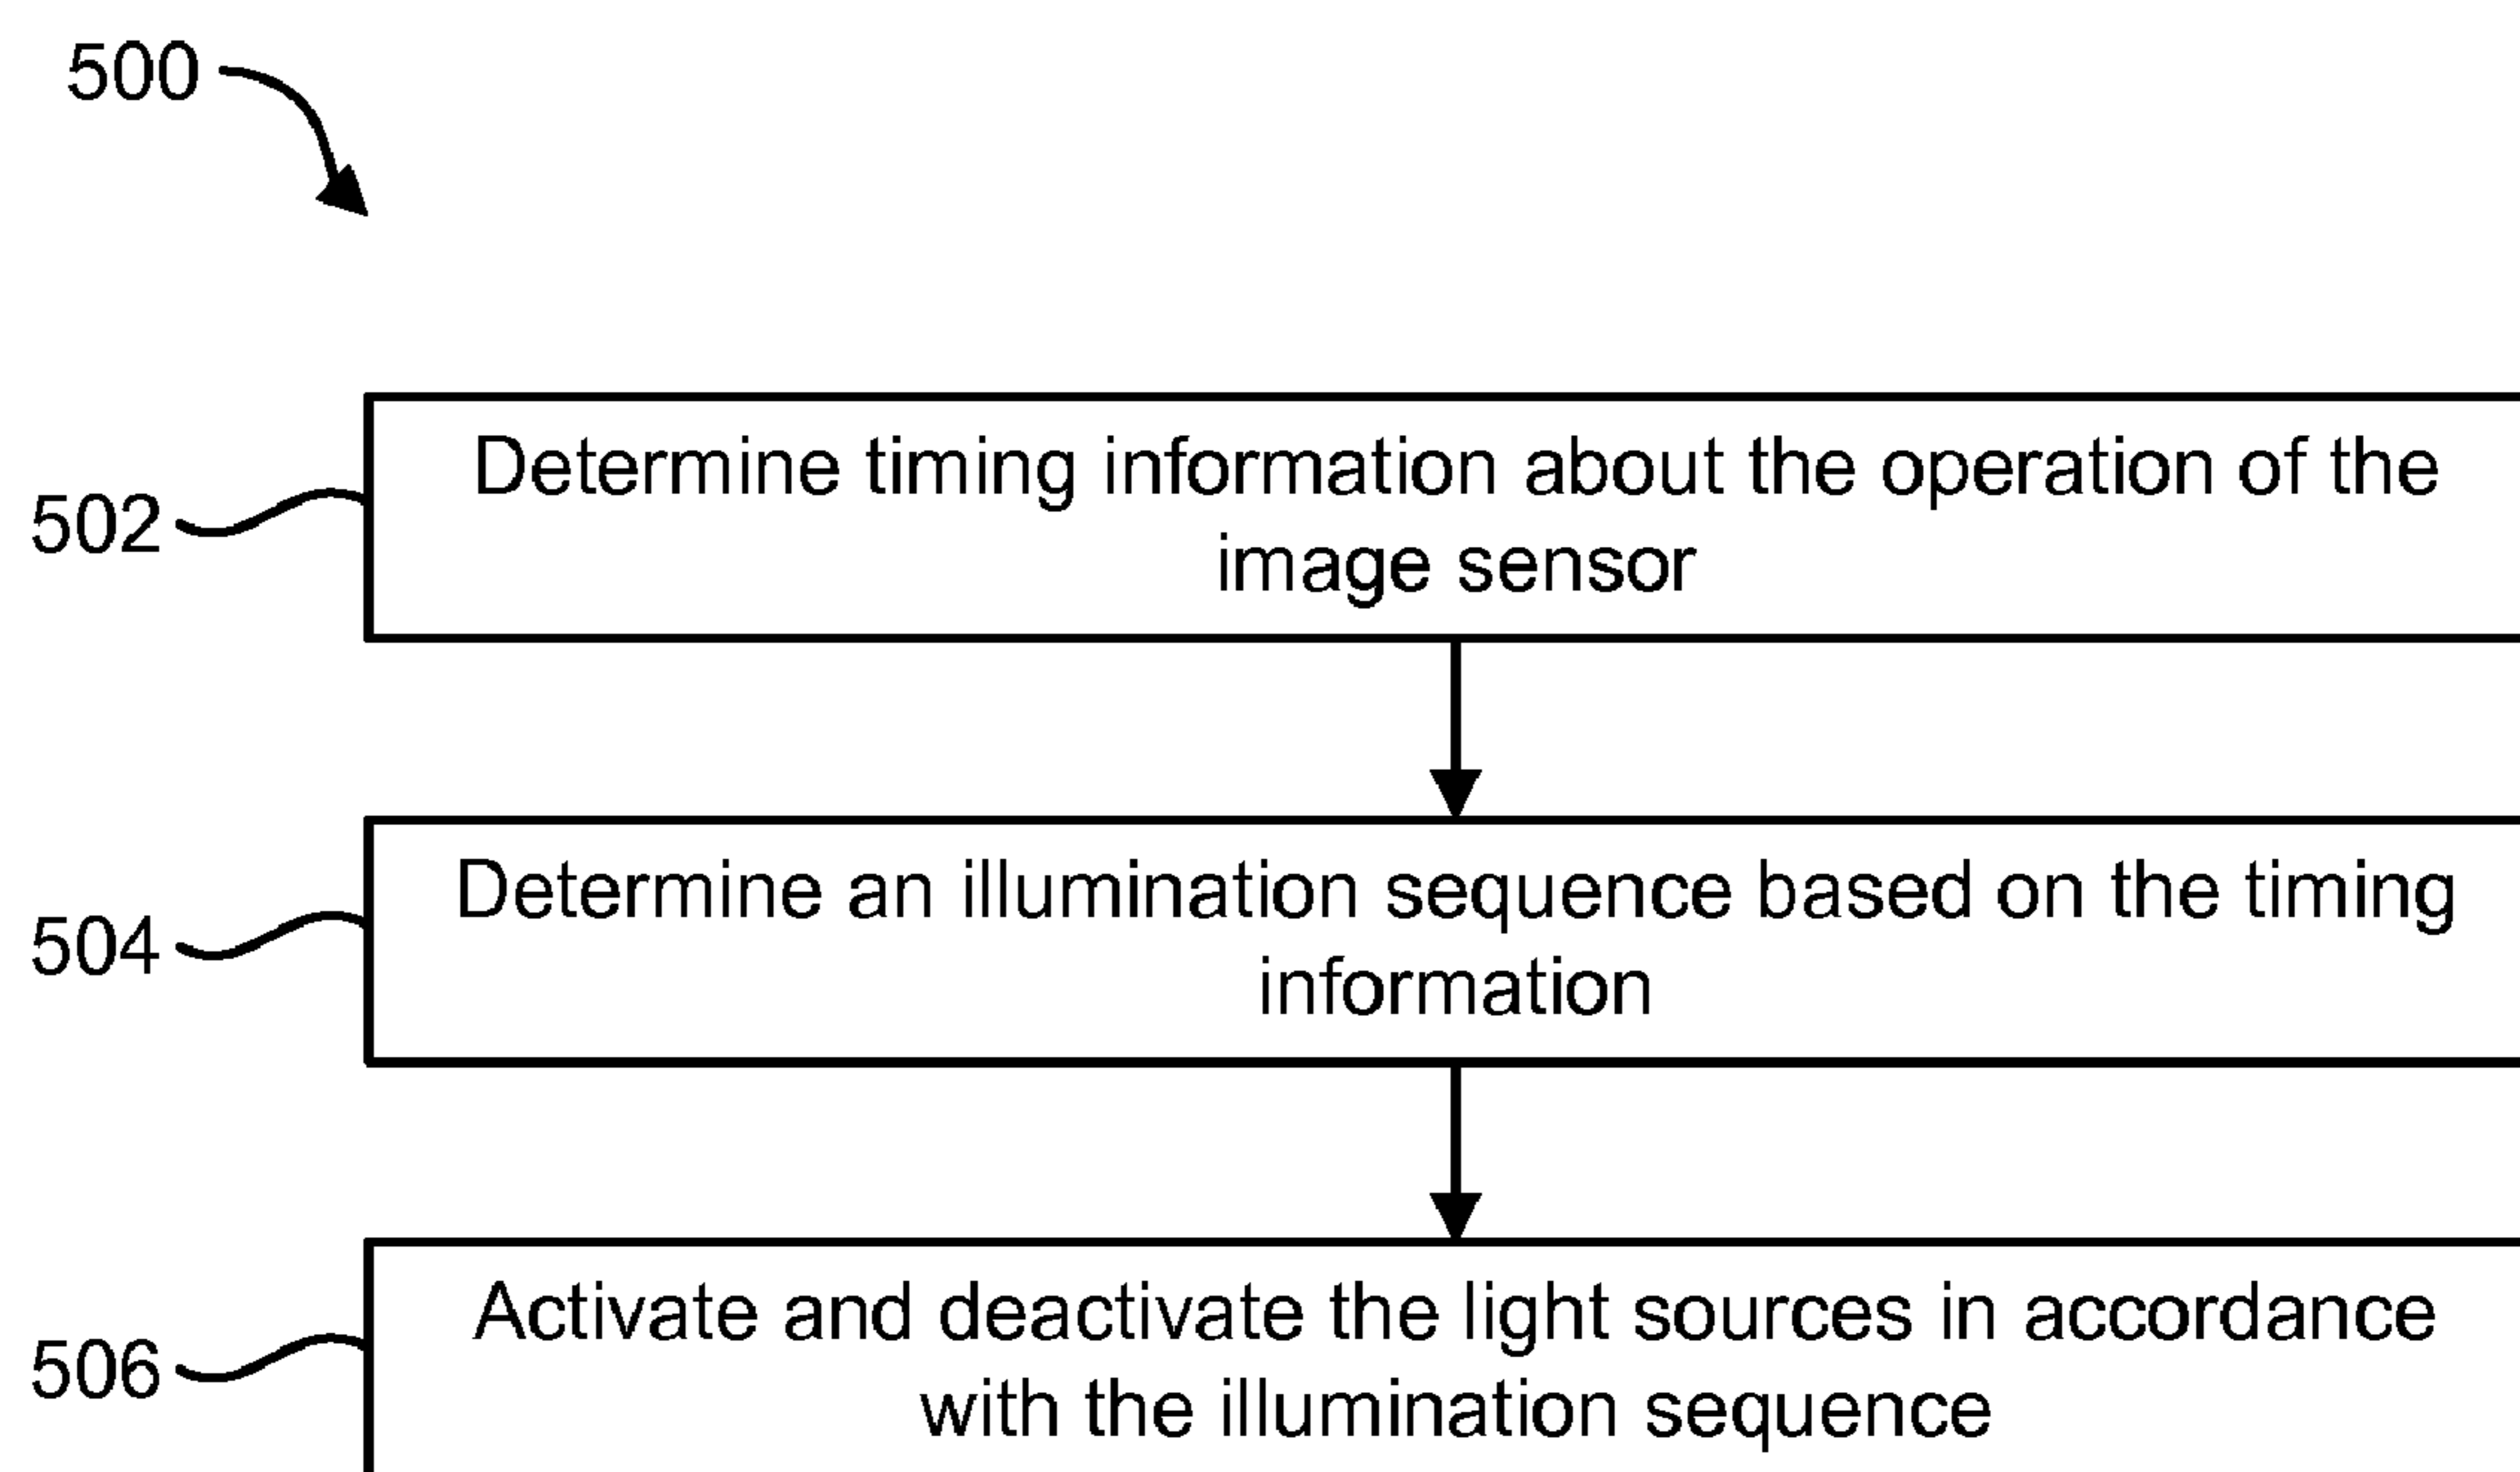 500
502
Determine timing information about the operation of the
image sensor
504
Determine an illumination sequence based on the timing
information
506
Activate and deactivate the light sources in accordance
with the illumination sequence